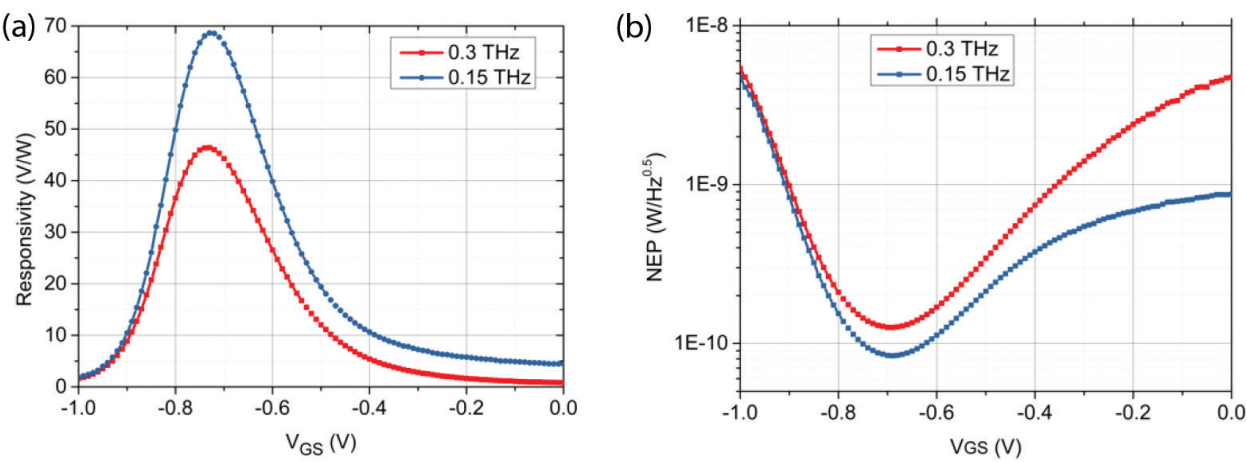 (a)
70
60
50
40
30
20
10
0
Responsivity (V/W)
0.3 THz
0.15 THz
-1.0 -0.8 -0.6 -0.4 -0.2 0.0
VGS (V)
(b)
1E-8
1E-9
1E-10
NEP (W/Hz0.5)
0.3 THz
0.15 THz
-1.0 -0.8 -0.6 -0.4 -0.2 0.0
VGS (V)